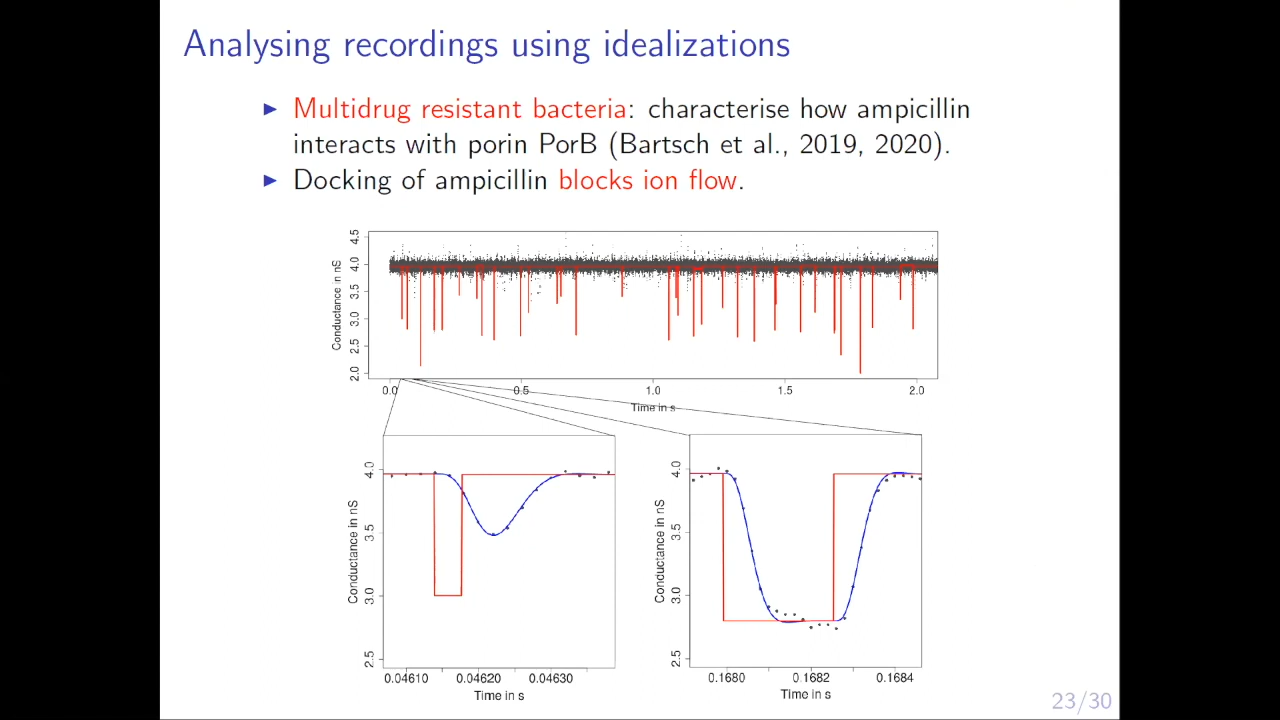 Analysing recordings using idealizations
▶ Multidrug resistant bacteria: characterise how ampicillin
interacts with porin PorB (Bartsch et al., 2019, 2020).
▶ Docking of ampicillin blocks ion flow.
Conductance in nS
4.5
4.0
3.5
3.0
2.5
2.0
0.0 0.5 1.0 1.5 2.0
Time in s
Conductance in nS
4.0
3.5
3.0
2.5
0.04610 0.04620 0.04630
Time in s
Conductance in nS
4.0
3.5
3.0
2.5
0.1680 0.1682 0.1684
Time in s
23/30